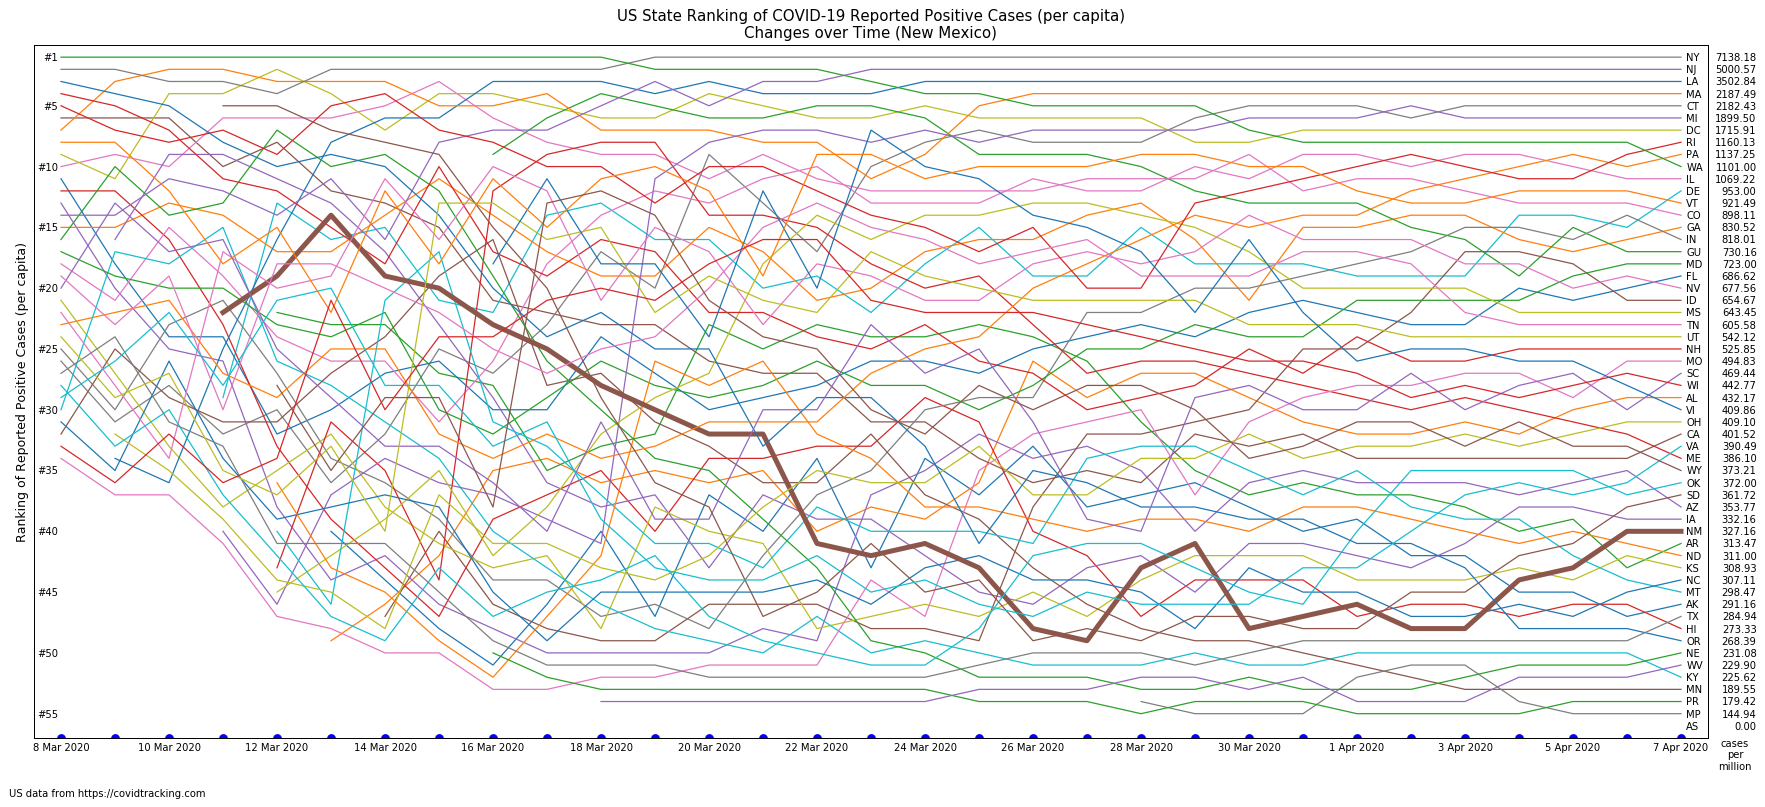 US State Ranking of COVID-19 Reported Positive Cases (per capita)
Changes over Time (New Mexico)
Ranking of Reported Positive Cases (per capita)
#1
#5
#10
#15
#20
#25
#30
#35
#40
#45
#50
#55
NY 7138.18
NJ 5000.57
LA 3502.84
MA 2187.49
CT 2182.43
MI 1899.50
DC 1715.91
RI 1160.13
PA 1137.25
WA 1101.00
IL 1069.22
DE 953.00
VT 921.49
CO 898.11
GA 830.52
IN 818.01
GU 730.16
MD 723.00
FL 686.62
NV 677.56
ID 654.67
MS 643.45
TN 605.58
UT 542.12
NH 525.85
MO 494.83
SC 469.44
WI 442.77
AL 432.17
VI 409.86
OH 409.10
CA 401.52
VA 390.49
ME 386.10
WY 373.21
OK 372.00
SD 361.72
AZ 353.77
IA 332.16
NM 327.16
AR 313.47
ND 311.00
KS 308.93
NC 307.11
MT 298.47
AK 291.16
TX 284.94
HI 273.33
OR 268.39
NE 231.08
WV 229.90
KY 225.62
MN 189.55
PR 179.42
MP 144.94
AS 0.00
8 Mar 2020 10 Mar 2020 12 Mar 2020 14 Mar 2020 16 Mar 2020 18 Mar 2020 20 Mar 2020 22 Mar 2020 24 Mar 2020 26 Mar 2020 28 Mar 2020 30 Mar 2020 1 Apr 2020 3 Apr 2020 5 Apr 2020 7 Apr 2020
cases
per
million
US data from https://covidtracking.com